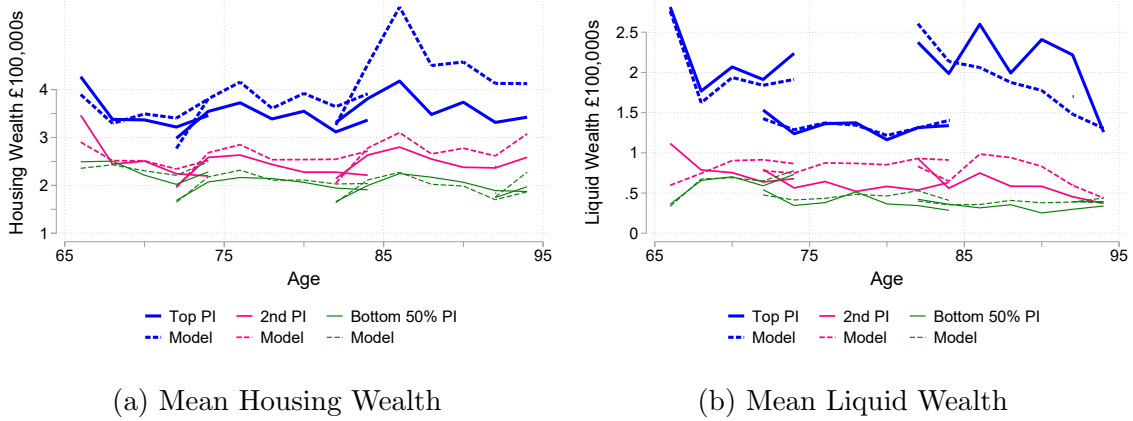 Housing Wealth £100,000s
4
3
2
1
65
75
85
95
Age
Top PI
2nd PI
Bottom 50% PI
Model
Model
Model
(a) Mean Housing Wealth
Liquid Wealth £100,000s
2.5
2
1.5
1
.5
0
65
75
85
95
Age
Top PI
2nd PI
Bottom 50% PI
Model
Model
Model
(b) Mean Liquid Wealth